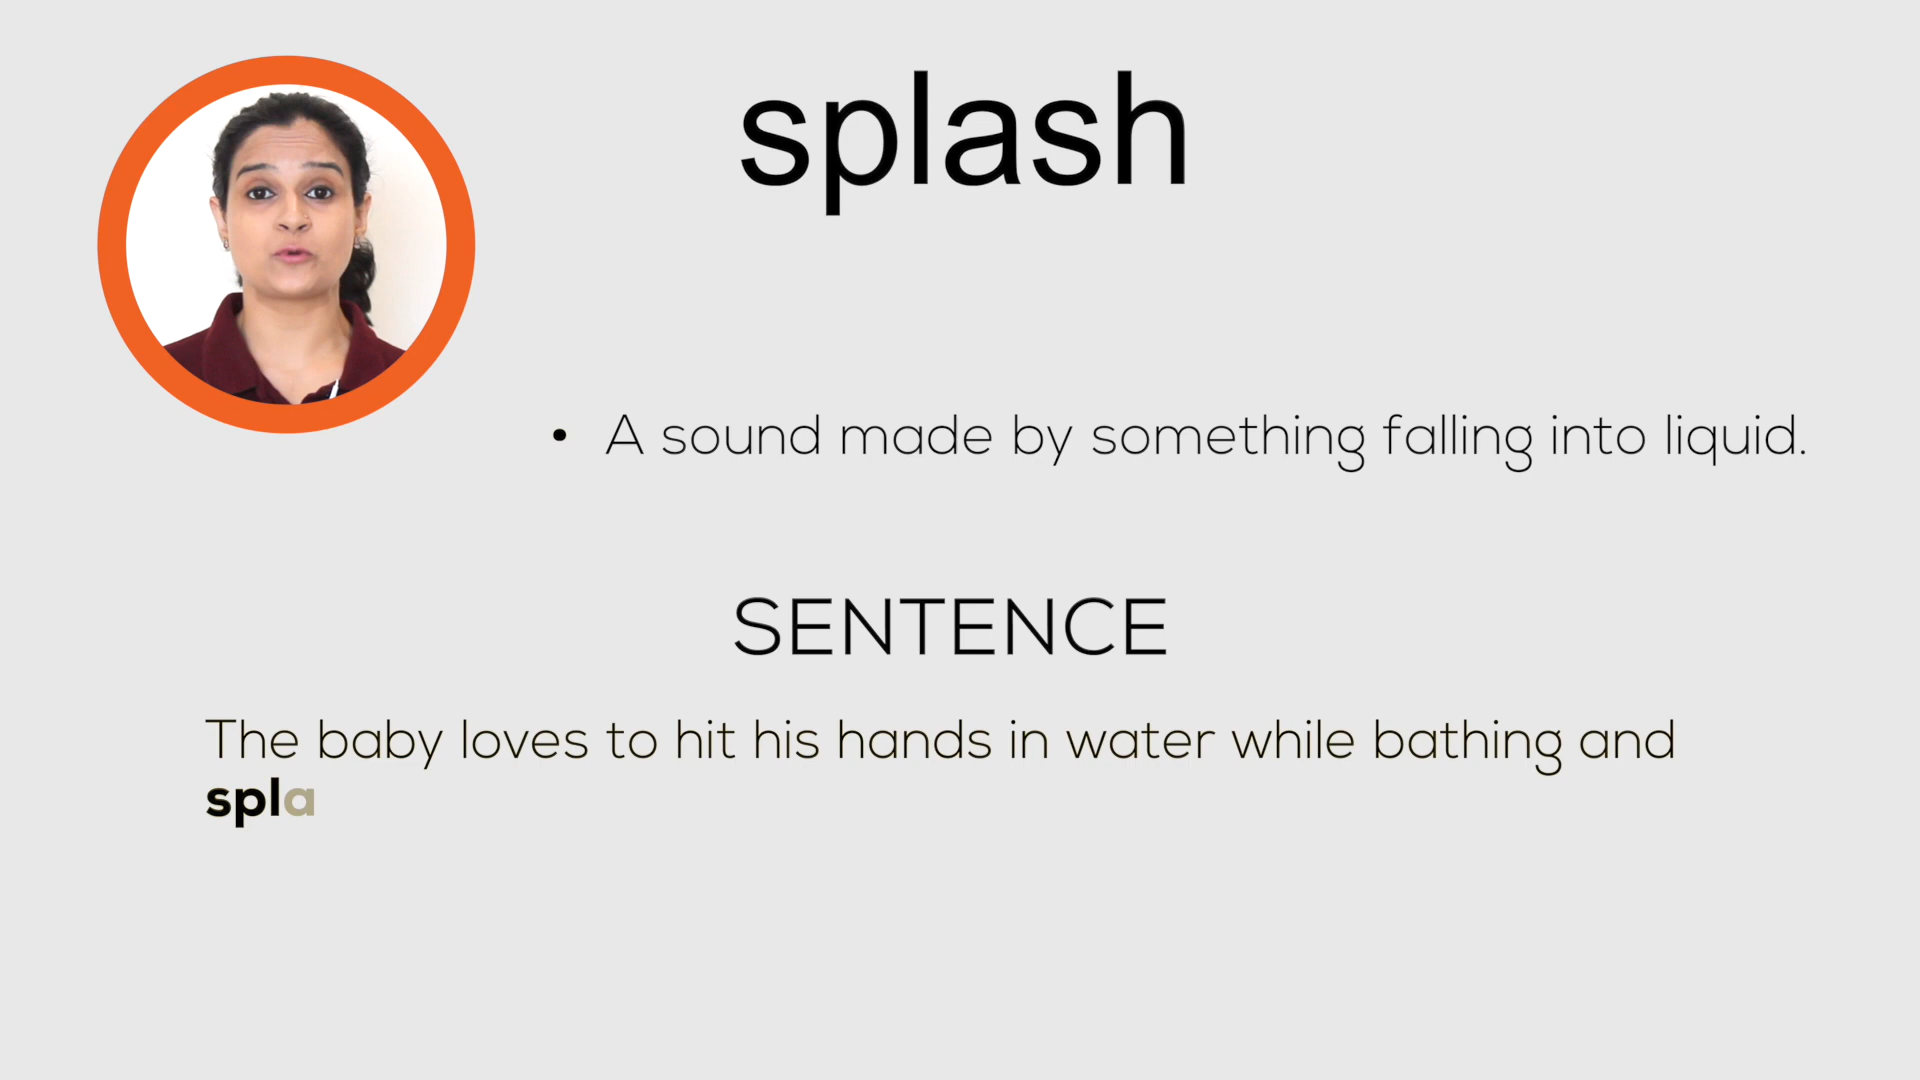 splash
• A sound made by something falling into liquid.
SENTENCE
The baby loves to hit his hands in water while bathing and
spla